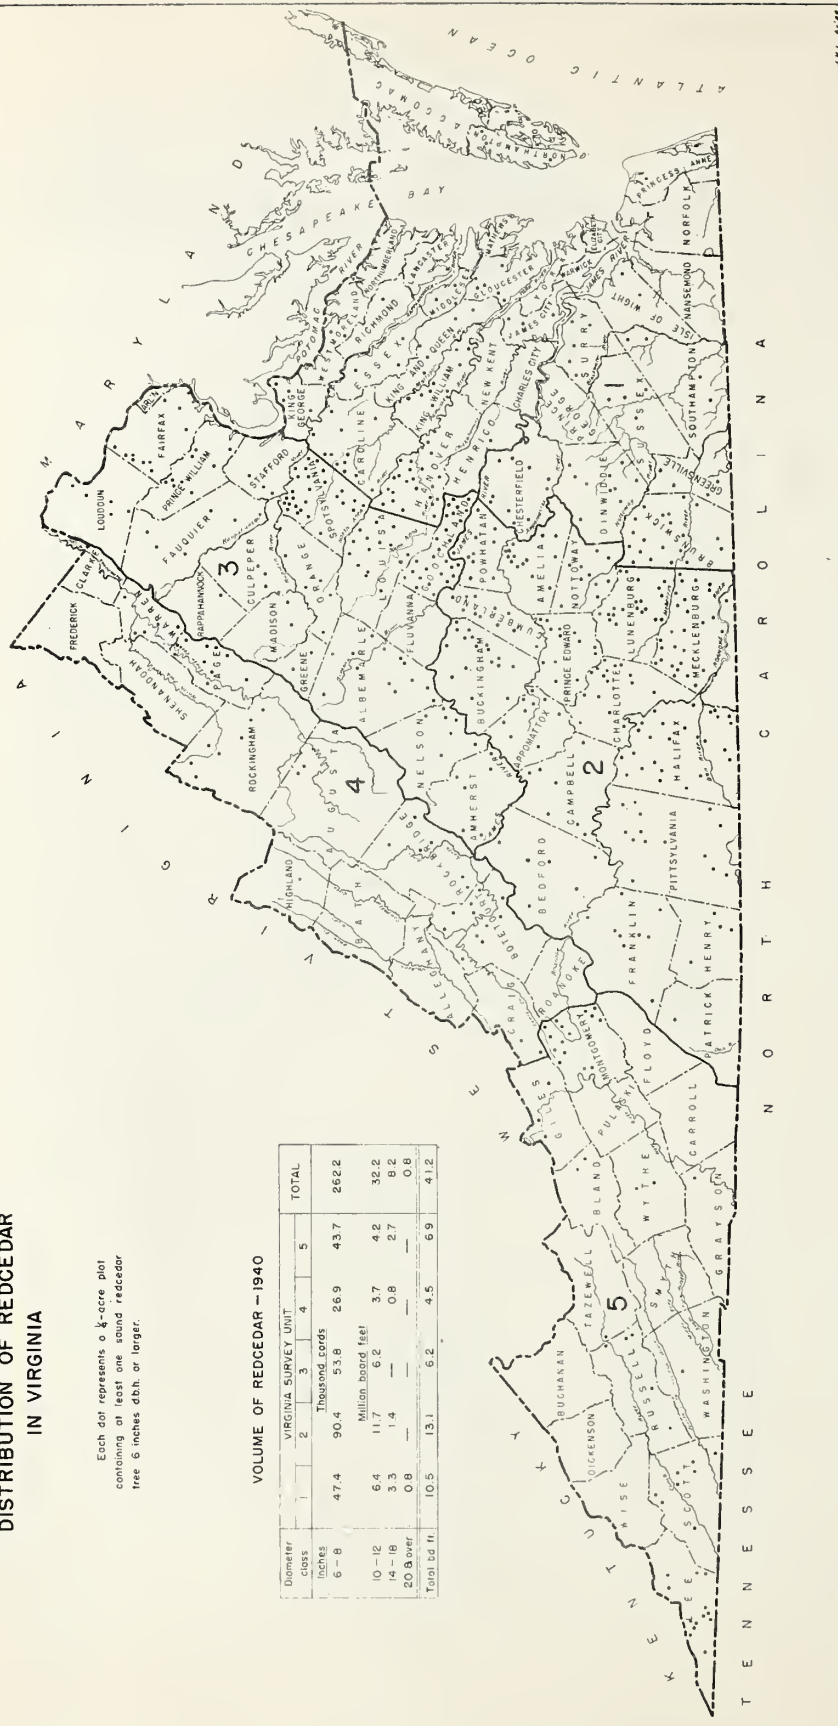 DISTRIBUTION OF REDCEDAR
IN VIRGINIA
Each dot represents a ¼-acre plot
containing at least one sound redcedar
tree 6 inches d.b.h. or larger.
VOLUME OF REDCEDAR – 1940
Diameter class | VIRGINIA SURVEY UNIT | TOTAL
1 2 3 4 5
Inches Thousand cords
6 – 8 47.4 90.4 53.8 26.9 43.7 262.2
Million board feet
10 – 12 6.4 11.7 6.2 3.7 4.2 32.2
14 – 18 3.3 1.4 — 0.8 2.7 8.2
20 & over 0.8 — — — — 0.8
Total bd. ft. 10.5 13.1 6.2 4.5 6.9 41.2
WEST VIRGINIA
MARYLAND
KENTUCKY
TENNESSEE
NORTH CAROLINA
ATLANTIC OCEAN
CHESAPEAKE BAY
POTOMAC RIVER
JAMES RIVER
JAMES RIVER
1
2
3
4
5
FREDERICK
CLARKE
LOUDOUN
WARREN
SHENANDOAH
PAGE
RAPPAHANNOCK
FAUQUIER
PRINCE WILLIAM
FAIRFAX
ARLIN
STAFFORD
KING GEORGE
CULPEPER
MADISON
GREENE
ORANGE
SPOTSYLVANIA
ROCKINGHAM
AUGUSTA
HIGHLAND
BATH
ROCKBRIDGE
ALLEGHANY
BOTETOURT
CRAIG
ROANOKE
ALBEMARLE
LOUISA
FLUVANNA
GOOCHLAND
NELSON
AMHERST
CAROLINE
WESTMORELAND
RICHMOND
NORTHUMBERLAND
LANCASTER
ESSEX
MIDDLESEX
KING AND QUEEN
KING WILLIAM
MATHEWS
GLOUCESTER
HANOVER
HENRICO
NEW KENT
CHARLES CITY
JAMES CITY
YORK
WARWICK
ELIZABETH CITY
ACCOMAC
NORTHAMPTON
PRINCESS ANNE
NORFOLK
NANSEMOND
ISLE OF WIGHT
SURRY
PRINCE GEORGE
SUSSEX
SOUTHAMPTON
GREENSVILLE
DINWIDDIE
BRUNSWICK
CHESTERFIELD
POWHATAN
CUMBERLAND
AMELIA
NOTTOWAY
BUCKINGHAM
PRINCE EDWARD
APPOMATTOX
LUNENBURG
MECKLENBURG
CHARLOTTE
HALIFAX
CAMPBELL
BEDFORD
PITTSYLVANIA
FRANKLIN
HENRY
PATRICK
FLOYD
MONTGOMERY
GILES
PULASKI
CARROLL
BLAND
WYTHE
GRAYSON
TAZEWELL
SMYTH
BUCHANAN
RUSSELL
WASHINGTON
DICKENSON
WISE
SCOTT
LEE